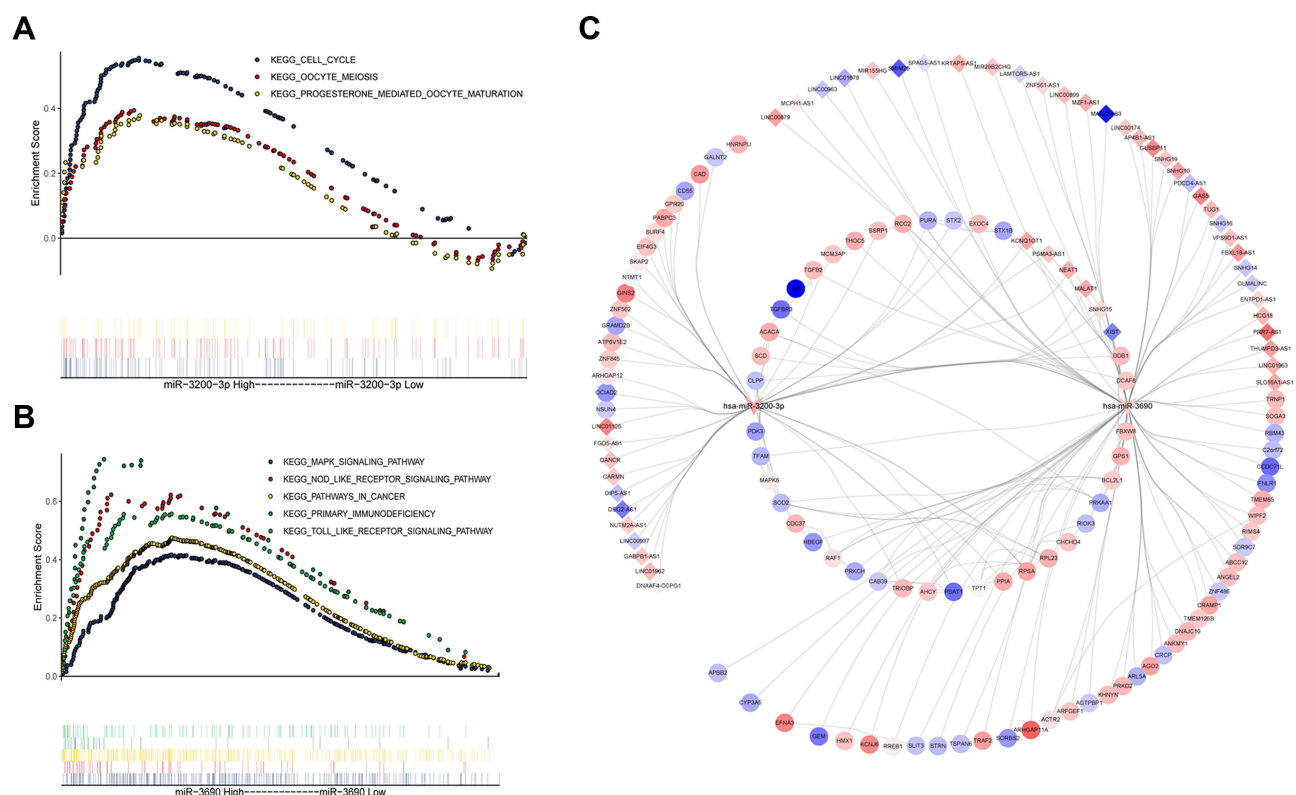 A
KEGG_CELL_CYCLE
KEGG_OOCYTE_MEIOSIS
KEGG_PROGESTERONE_MEDIATED_OOCYTE_MATURATION
Enrichment Score
0.4
0.2
0.0
miR−3200−3p High−−−−−−−−−−−−−miR−3200−3p Low
B
KEGG_MAPK_SIGNALING_PATHWAY
KEGG_NOD_LIKE_RECEPTOR_SIGNALING_PATHWAY
KEGG_PATHWAYS_IN_CANCER
KEGG_PRIMARY_IMMUNODEFICIENCY
KEGG_TOLL_LIKE_RECEPTOR_SIGNALING_PATHWAY
Enrichment Score
0.6
0.4
0.2
0.0
miR−3690 High−−−−−−−−−−−−−miR−3690 Low
C
HNRNPU
GALNT2
CAD
CD55
GPR20
PABPC3
SURF4
EIF4G3
SKAP2
NTMT1
GINS2
ZNF562
GRAMD2B
ATP6V1E2
ZNF845
ARHGAP12
OCIAD2
NSUN4
LINC01126
FGD5-AS1
DANCR
CARMN
OIP5-AS1
DSG2-AS1
NUTM2A-AS1
LINC00937
GABPB1-AS1
LINC01962
DNAAF4-CCPG1
LINC00879
MCPH1-AS1
LINC00963
LINC01678
MIR155HG
SPAG5-AS1
KRTAP5-AS1
MIR29B2CHG
LAMTOR5-AS1
ZNF561-AS1
LINC00899
MZF1-AS1
LINC00174
AP4B1-AS1
GUSBP11
SNHG19
SNHG10
PDCD4-AS1
GAS5
TUG1
SNHG16
VPS9D1-AS1
FBXL19-AS1
SNHG14
OLMALINC
ENTPD1-AS1
HCG18
PRR7-AS1
THUMPD3-AS1
LINC01963
SLC16A1-AS1
TRNP1
SOGA3
RBM43
C2orf72
CCDC71L
IFNLR1
TMEM65
WIPF2
RIMS4
SDR9C7
ABCC12
ANGEL2
ZNF486
CRAMP1
TMEM126B
DNAJC10
ANKMY1
CRCP
AGO2
ARL5A
PRKD2
KHNYN
AGTPBP1
ARFGEF1
ACTR2
ARHGAP11A
SORBS2
TRAF2
TSPAN6
STRN
SLIT3
RREB1
KCNJ6
HMX1
GEM
EFNA3
CYP3A5
APBB2
PURA
STX2
EXOC4
STX1B
KCNQ1OT1
PSMA3-AS1
NEAT1
MALAT1
SNHG15
XIST
DDB1
DCAF8
hsa-miR-3690
FBXW8
GPS1
BCL2L1
PRKAA1
RIOK3
CHCHD4
RPL23
RPSA
PPIA
TPT1
PSAT1
AHCY
TRIOBP
CAB39
PRKCH
RAF1
HBEGF
CDC37
SOD2
MAPK6
TFAM
PDK3
hsa-miR-3200-3p
CLPP
SCD
ACACA
TGFBR3
TGFB2
MCM3AP
THOC5
SSRP1
RCC2